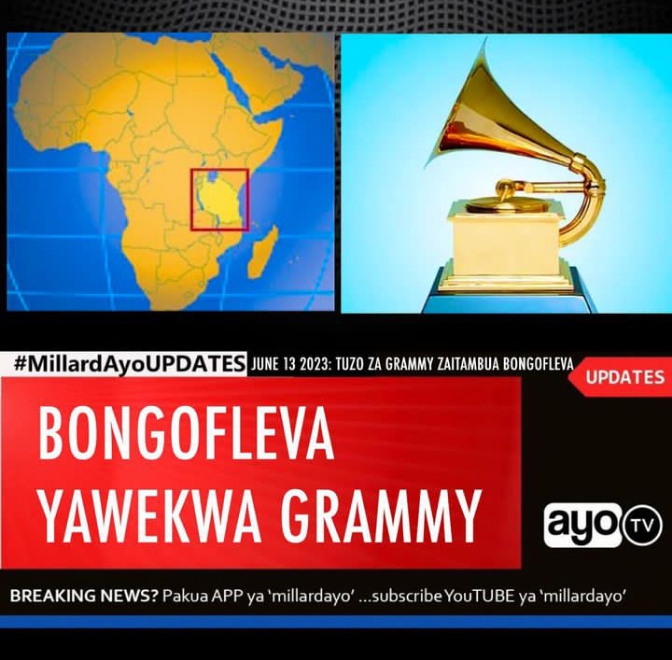 #MillardAyoUPDATES JUNE 13 2023: TUZO ZA GRAMMY ZAITAMBUA BONGOFLEVA
UPDATES
BONGOFLEVA
YAWEKWA GRAMMY
ayo TV
BREAKING NEWS? Pakua APP ya ‘millardayo’ ...subscribe YouTUBE ya ‘millardayo’